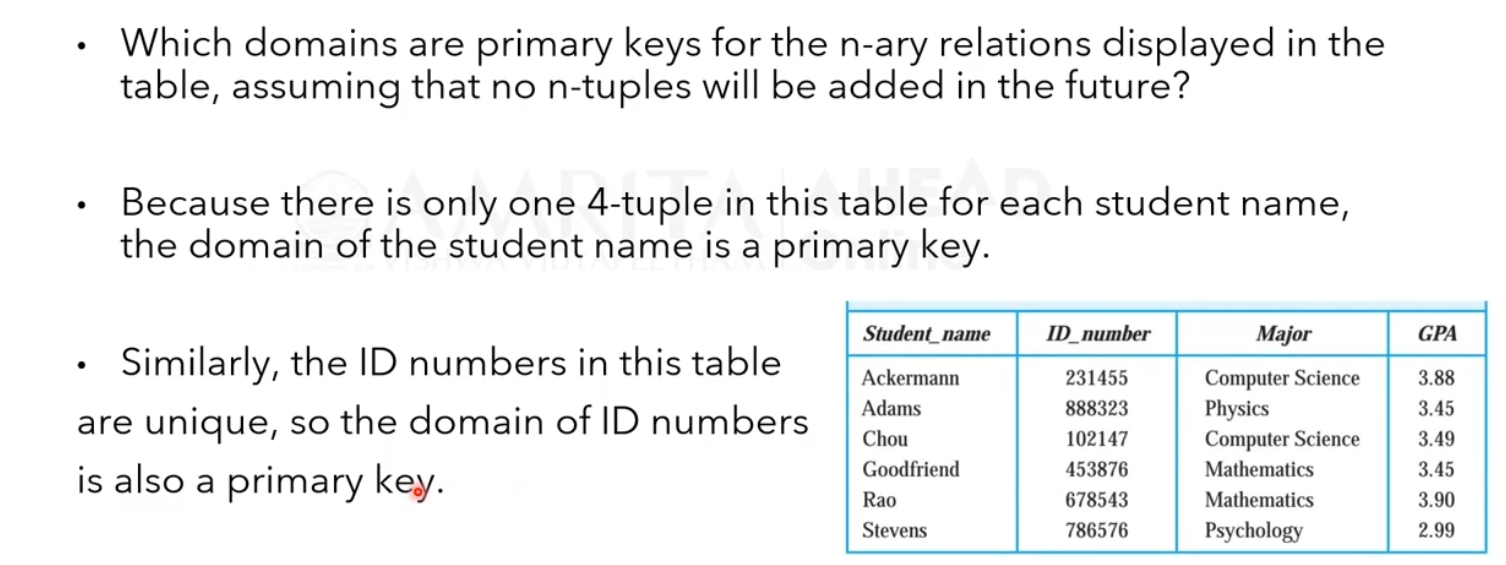 • Which domains are primary keys for the n-ary relations displayed in the
table, assuming that no n-tuples will be added in the future?
• Because there is only one 4-tuple in this table for each student name,
the domain of the student name is a primary key.
• Similarly, the ID numbers in this table
are unique, so the domain of ID numbers
is also a primary key.
Student_name ID_number Major GPA
Ackermann 231455 Computer Science 3.88
Adams 888323 Physics 3.45
Chou 102147 Computer Science 3.49
Goodfriend 453876 Mathematics 3.45
Rao 678543 Mathematics 3.90
Stevens 786576 Psychology 2.99
AMRITA AHEAD
Online